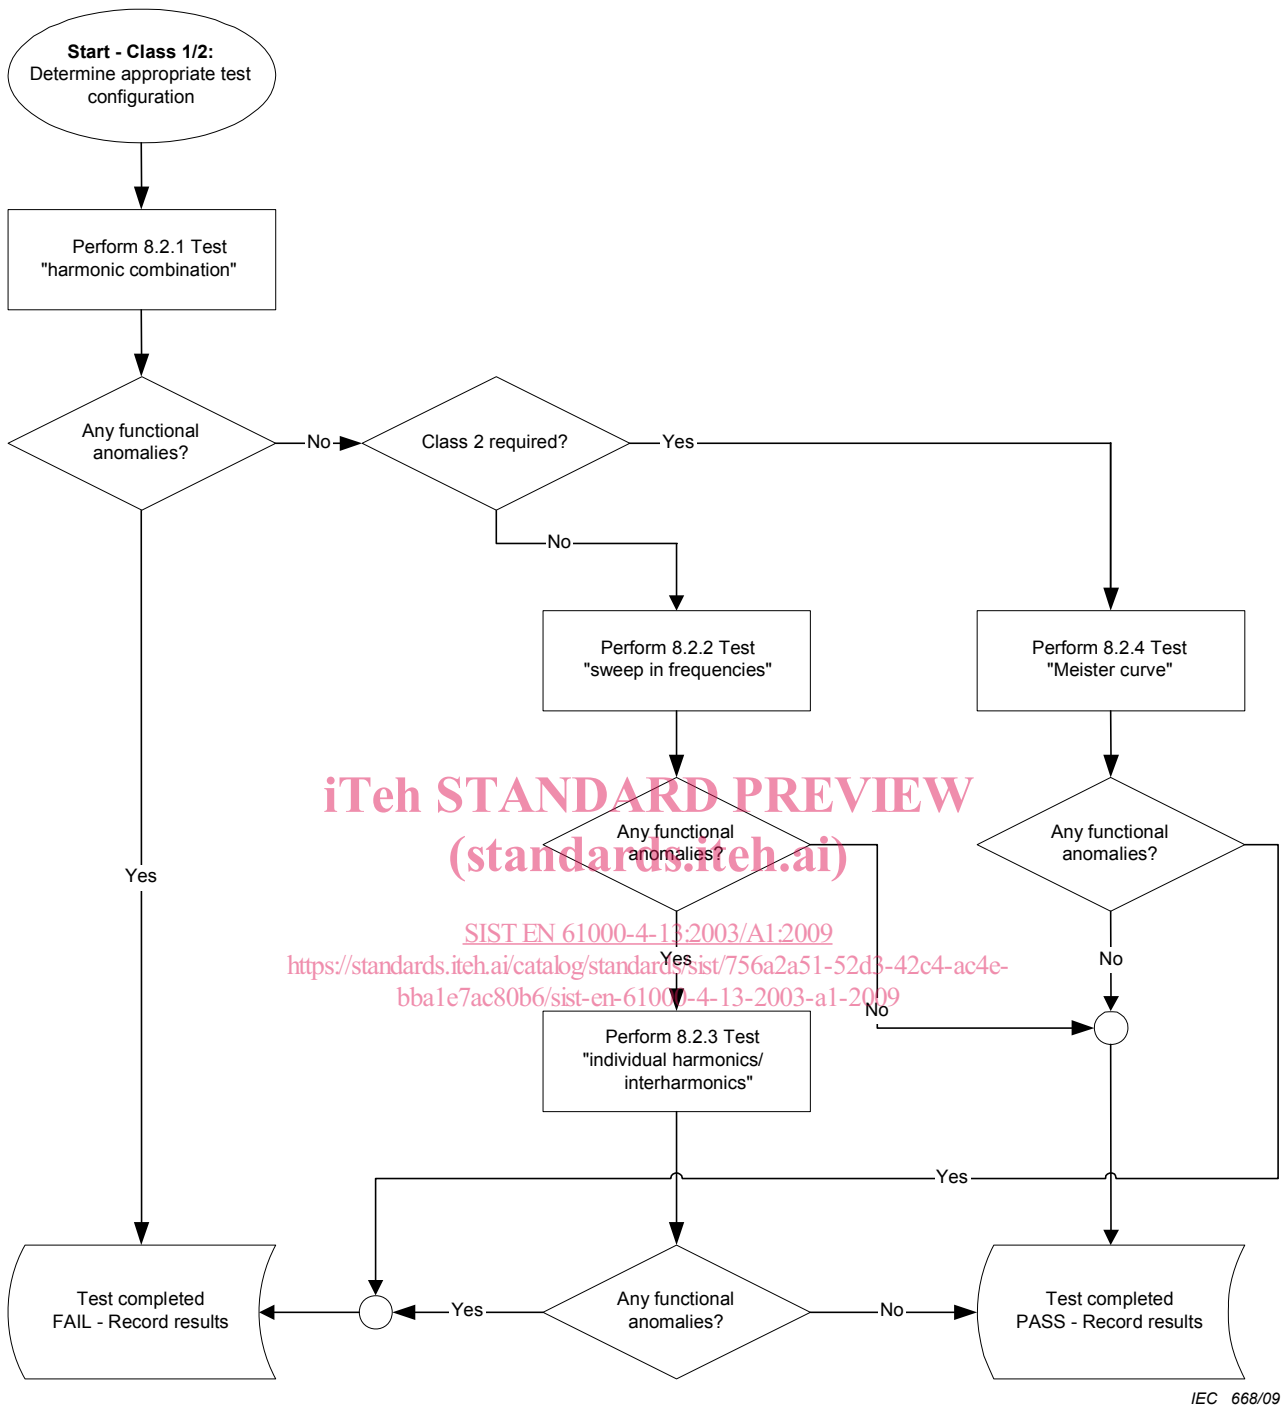 Start - Class 1/2:
Determine appropriate test
configuration
Perform 8.2.1 Test
"harmonic combination"
Any functional
anomalies?
No
Class 2 required?
Yes
No
Perform 8.2.2 Test
"sweep in frequencies"
Perform 8.2.4 Test
"Meister curve"
iTeh STANDARD PREVIEW
(standards.iteh.ai)
Any functional
anomalies?
Any functional
anomalies?
Yes
SIST EN 61000-4-13:2003/A1:2009
https://standards.iteh.ai/catalog/standards/sist/756a2a51-52d3-42c4-ac4e-
bba1e7ac80b6/sist-en-61000-4-13-2003-a1-2009
Yes
No
No
Perform 8.2.3 Test
"individual harmonics/
interharmonics"
Yes
Test completed
FAIL - Record results
Yes
Any functional
anomalies?
No
Test completed
PASS - Record results
IEC 668/09